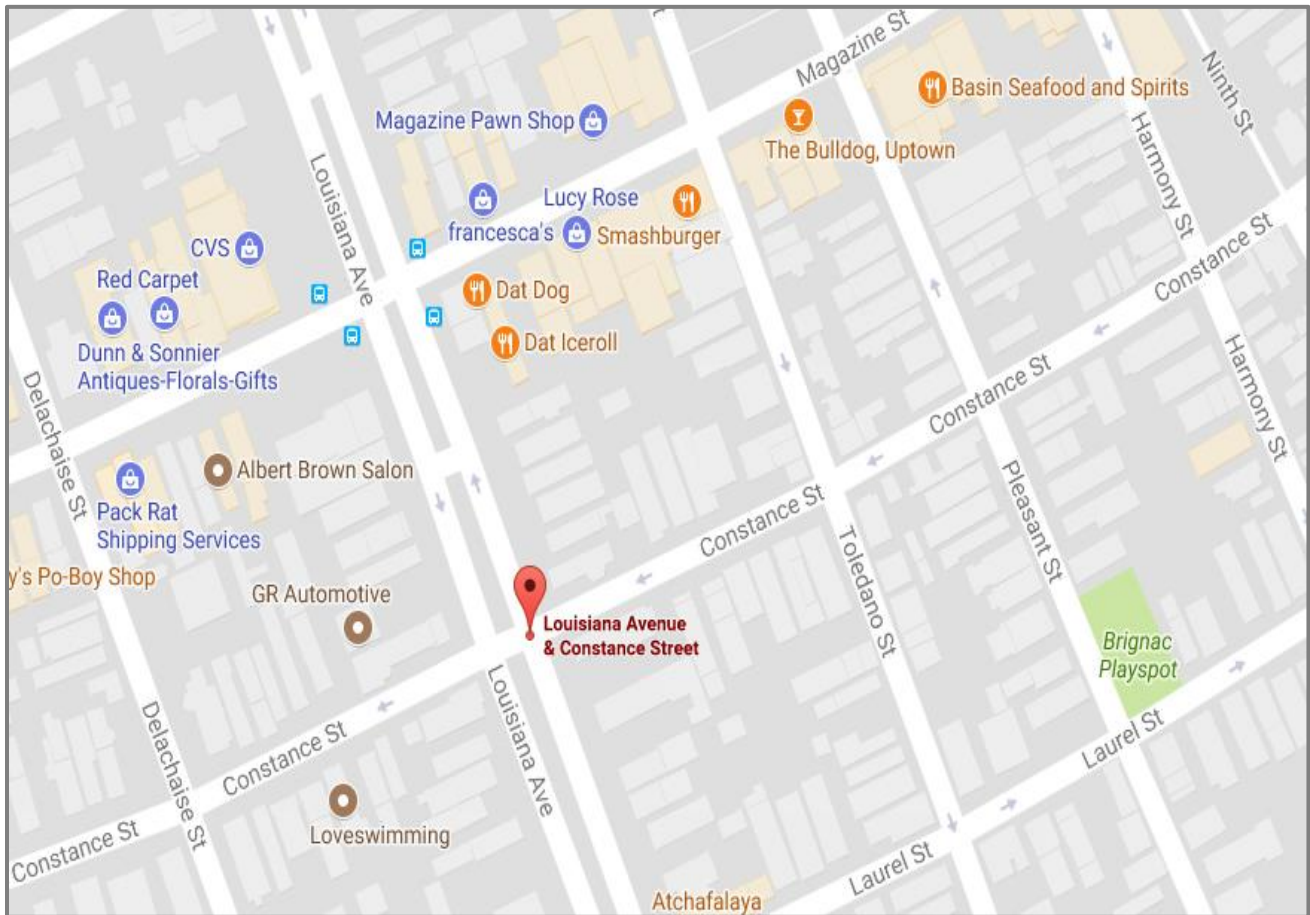 Magazine St
Ninth St
Basin Seafood and Spirits
Magazine Pawn Shop
The Bulldog, Uptown
Harmony St
Louisiana Ave
Lucy Rose
francesca's
Smashburger
CVS
Constance St
Red Carpet
Dat Dog
Dunn & Sonnier
Antiques-Florals-Gifts
Dat Iceroll
Harmony St
Constance St
Delachaise St
Albert Brown Salon
Pack Rat
Shipping Services
Constance St
Pleasant St
Toledano St
y's Po-Boy Shop
GR Automotive
Louisiana Avenue
& Constance Street
Brignac
Playspot
Louisiana Ave
Delachaise St
Constance St
Laurel St
Loveswimming
Constance St
Laurel St
Atchafalaya